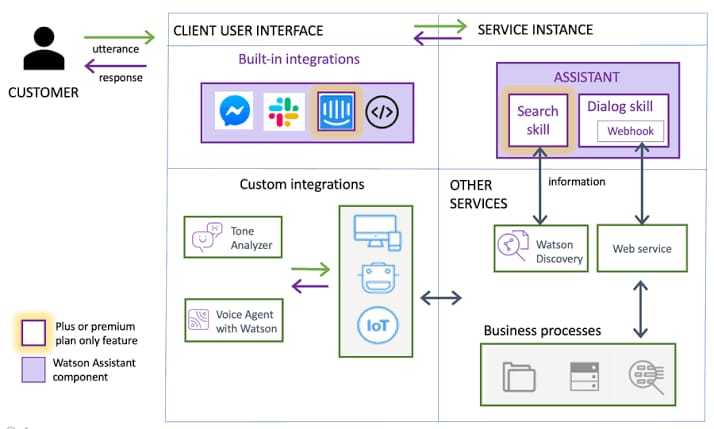 CLIENT USER INTERFACE
SERVICE INSTANCE
utterance
response
CUSTOMER
Built-in integrations
ASSISTANT
Search
skill
Dialog skill
Webhook
information
Custom integrations
OTHER
SERVICES
Tone
Analyzer
Voice Agent
with Watson
IoT
Watson
Discovery
Web service
Business processes
Plus or premium
plan only feature
Watson Assistant
component